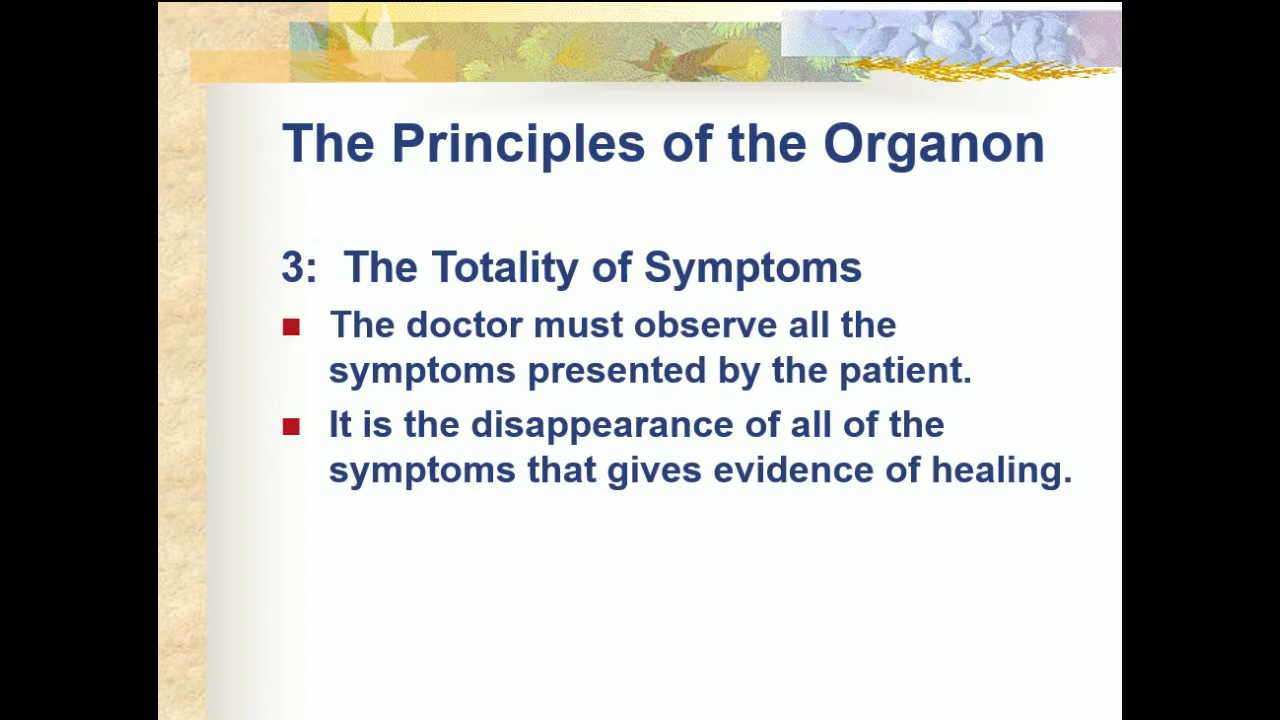 The Principles of the Organon
3: The Totality of Symptoms
The doctor must observe all the
symptoms presented by the patient.
It is the disappearance of all of the
symptoms that gives evidence of healing.